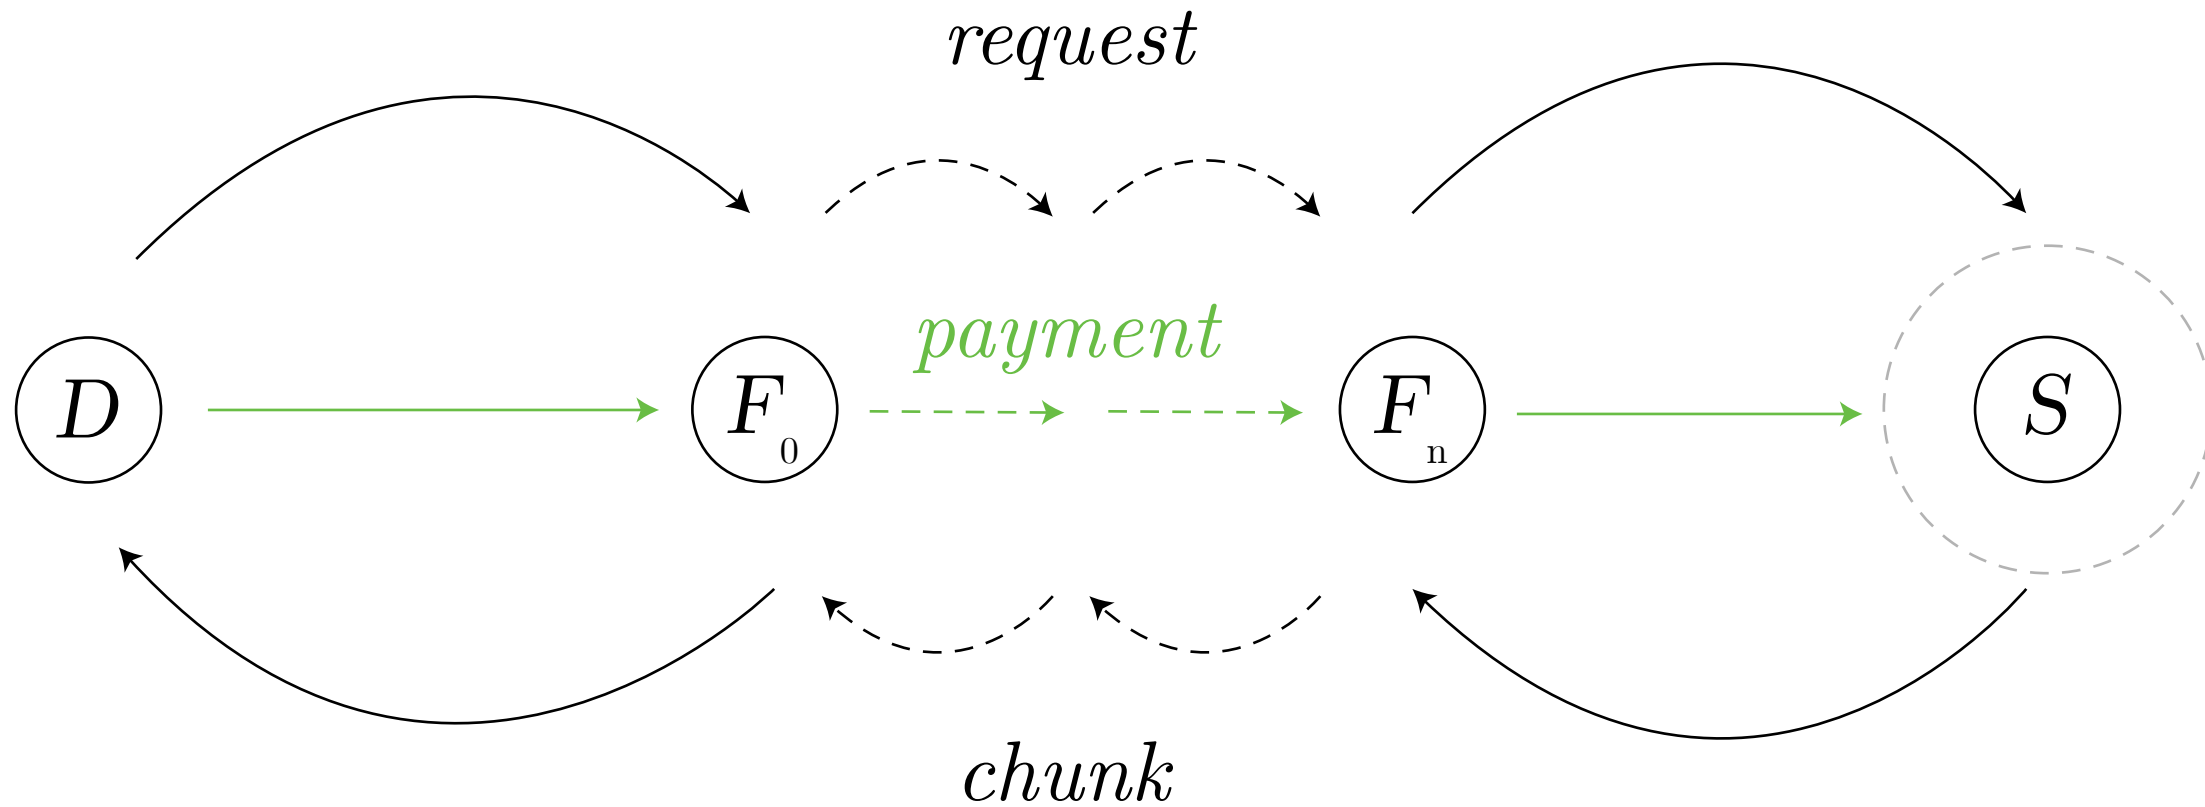 request
payment
D
F₀
Fₙ
S
chunk